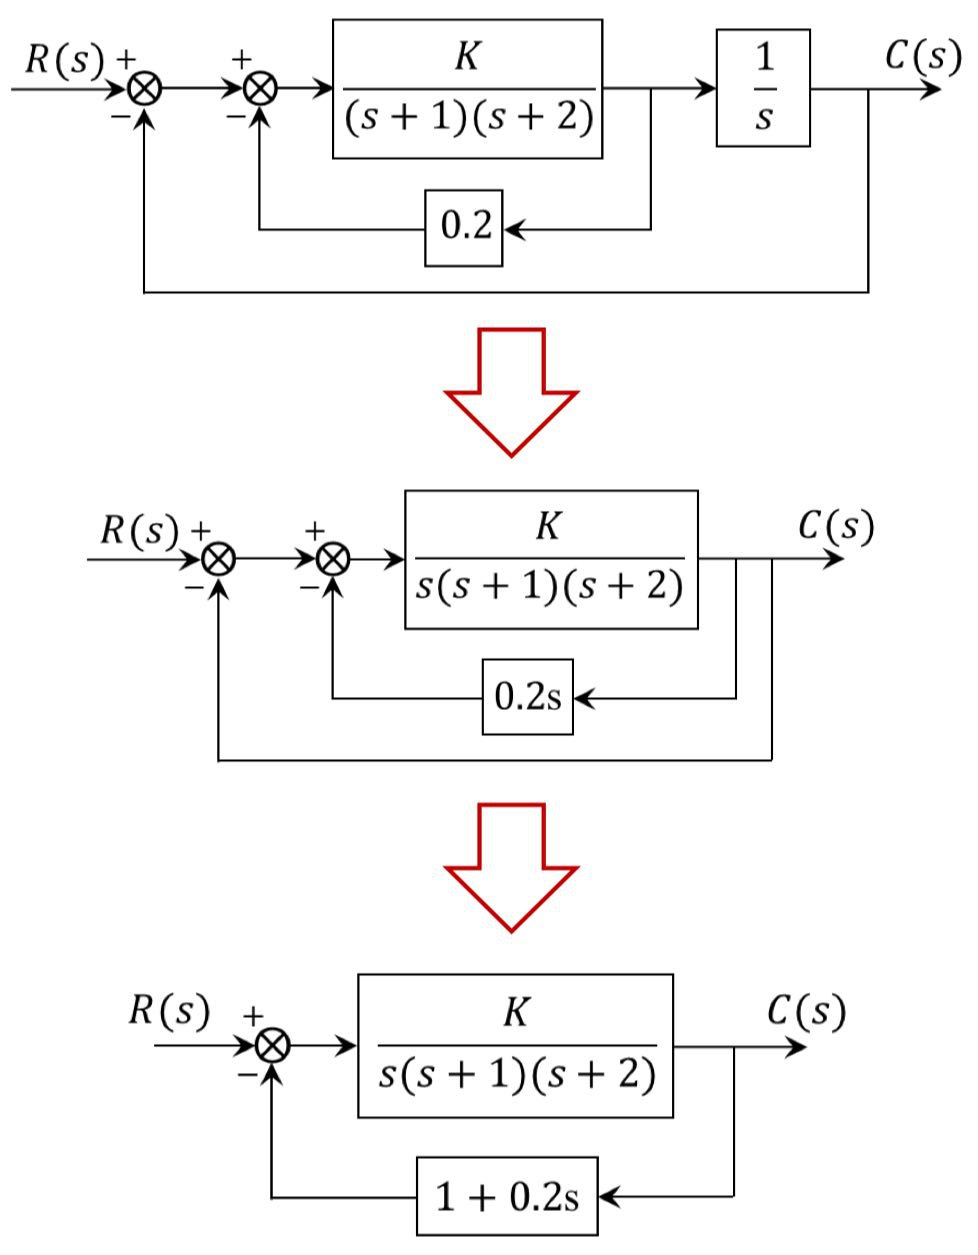 R(s) + + K 1 C(s)
− − (s + 1)(s + 2) s
0.2
R(s) + + K C(s)
− − s(s + 1)(s + 2)
0.2s
R(s) + K C(s)
− s(s + 1)(s + 2)
1 + 0.2s